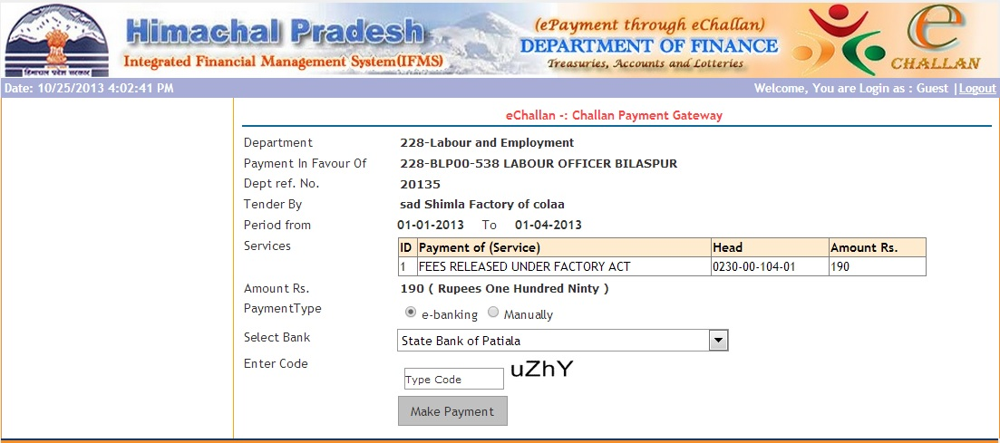 Himachal Pradesh
Integrated Financial Management System(IFMS)
हिमाचल प्रदेश सरकार
(ePayment through eChallan)
DEPARTMENT OF FINANCE
Treasuries, Accounts and Lotteries
e
CHALLAN
Date: 10/25/2013 4:02:41 PM
Welcome, You are Login as : Guest |Logout
eChallan -: Challan Payment Gateway
Department 228-Labour and Employment
Payment In Favour Of 228-BLP00-538 LABOUR OFFICER BILASPUR
Dept ref. No. 20135
Tender By sad Shimla Factory of colaa
Period from 01-01-2013 To 01-04-2013
Services
ID Payment of (Service) Head Amount Rs.
1 FEES RELEASED UNDER FACTORY ACT 0230-00-104-01 190
Amount Rs. 190 ( Rupees One Hundred Ninty )
PaymentType e-banking Manually
Select Bank State Bank of Patiala
Enter Code Type Code uZhY
Make Payment